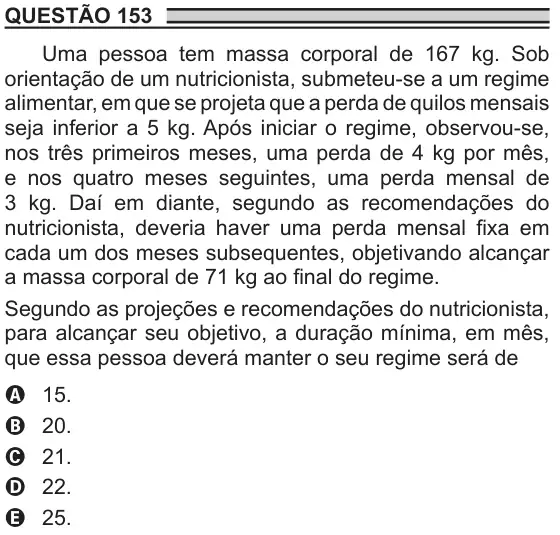 QUESTÃO 153
Uma pessoa tem massa corporal de 167 kg. Sob
orientação de um nutricionista, submeteu-se a um regime
alimentar, em que se projeta que a perda de quilos mensais
seja inferior a 5 kg. Após iniciar o regime, observou-se,
nos três primeiros meses, uma perda de 4 kg por mês,
e nos quatro meses seguintes, uma perda mensal de
3 kg. Daí em diante, segundo as recomendações do
nutricionista, deveria haver uma perda mensal fixa em
cada um dos meses subsequentes, objetivando alcançar
a massa corporal de 71 kg ao final do regime.
Segundo as projeções e recomendações do nutricionista,
para alcançar seu objetivo, a duração mínima, em mês,
que essa pessoa deverá manter o seu regime será de
A 15.
B 20.
C 21.
D 22.
E 25.